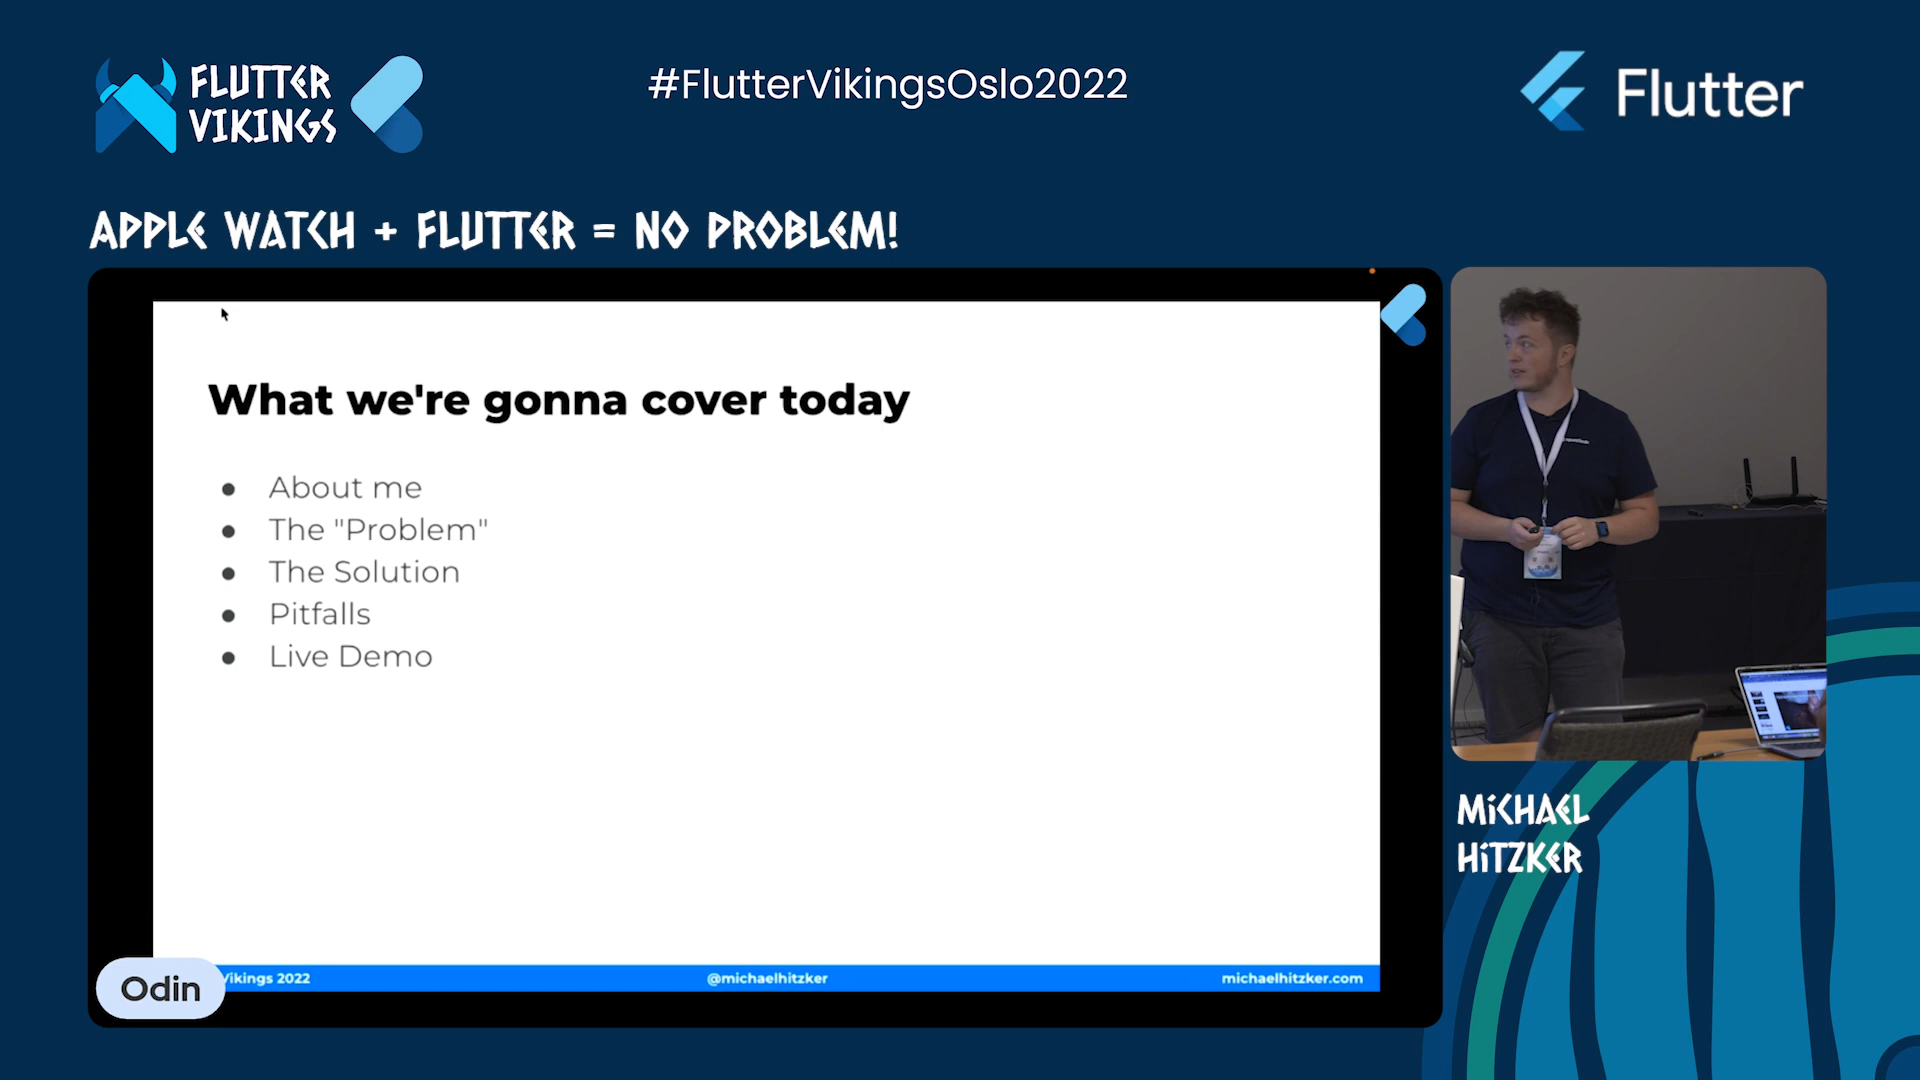 FLUTTER
VIKINGS
#FlutterVikingsOslo2022
Flutter
APPLE WATCH + FLUTTER = NO PROBLEM!
What we're gonna cover today
● About me
● The "Problem"
● The Solution
● Pitfalls
● Live Demo
Vikings 2022
@michaelhitzker
michaelhitzker.com
Odin
MiCHAEL
HiTZKER